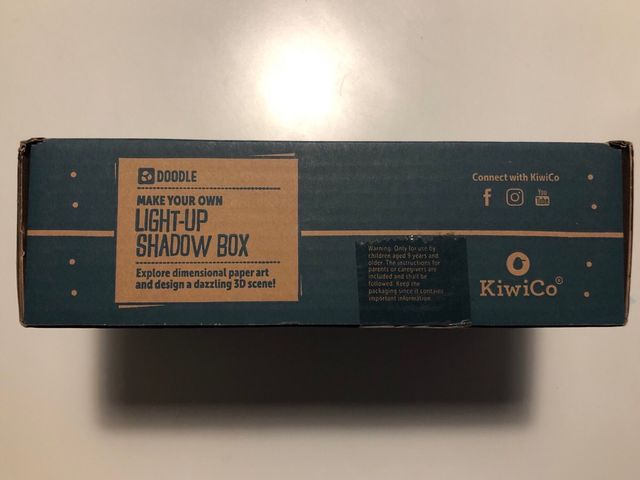 DOODLE
MAKE YOUR OWN
LIGHT-UP
SHADOW BOX
Explore dimensional paper art
and design a dazzling 3D scene!
Connect with KiwiCo
You
Tube
Warning: Only for use by
children aged 9 years and
older. The instructions for
parents or caregivers are
included and shall be
followed. Keep the
packaging since it contains
important information.
KiwiCo®